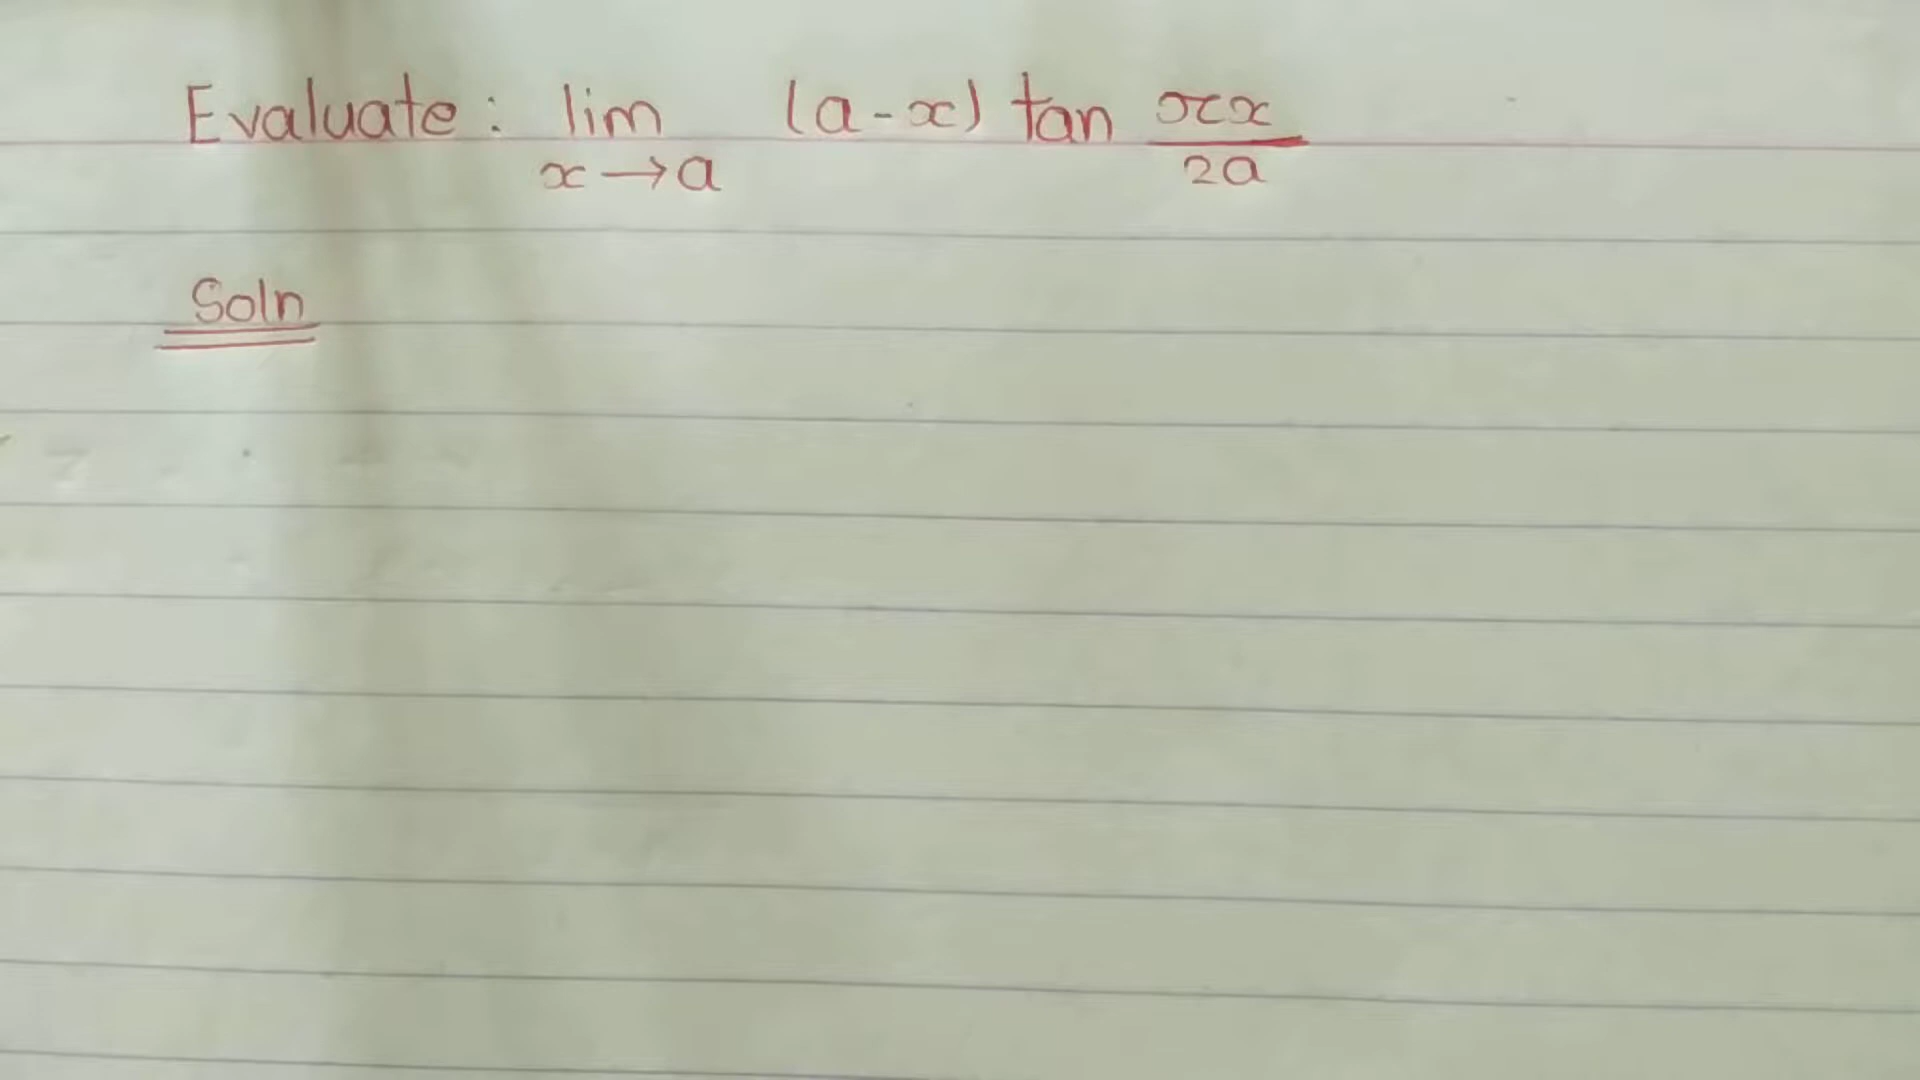 Evaluate: lim x→a (a-x) tan πx/2a
Soln